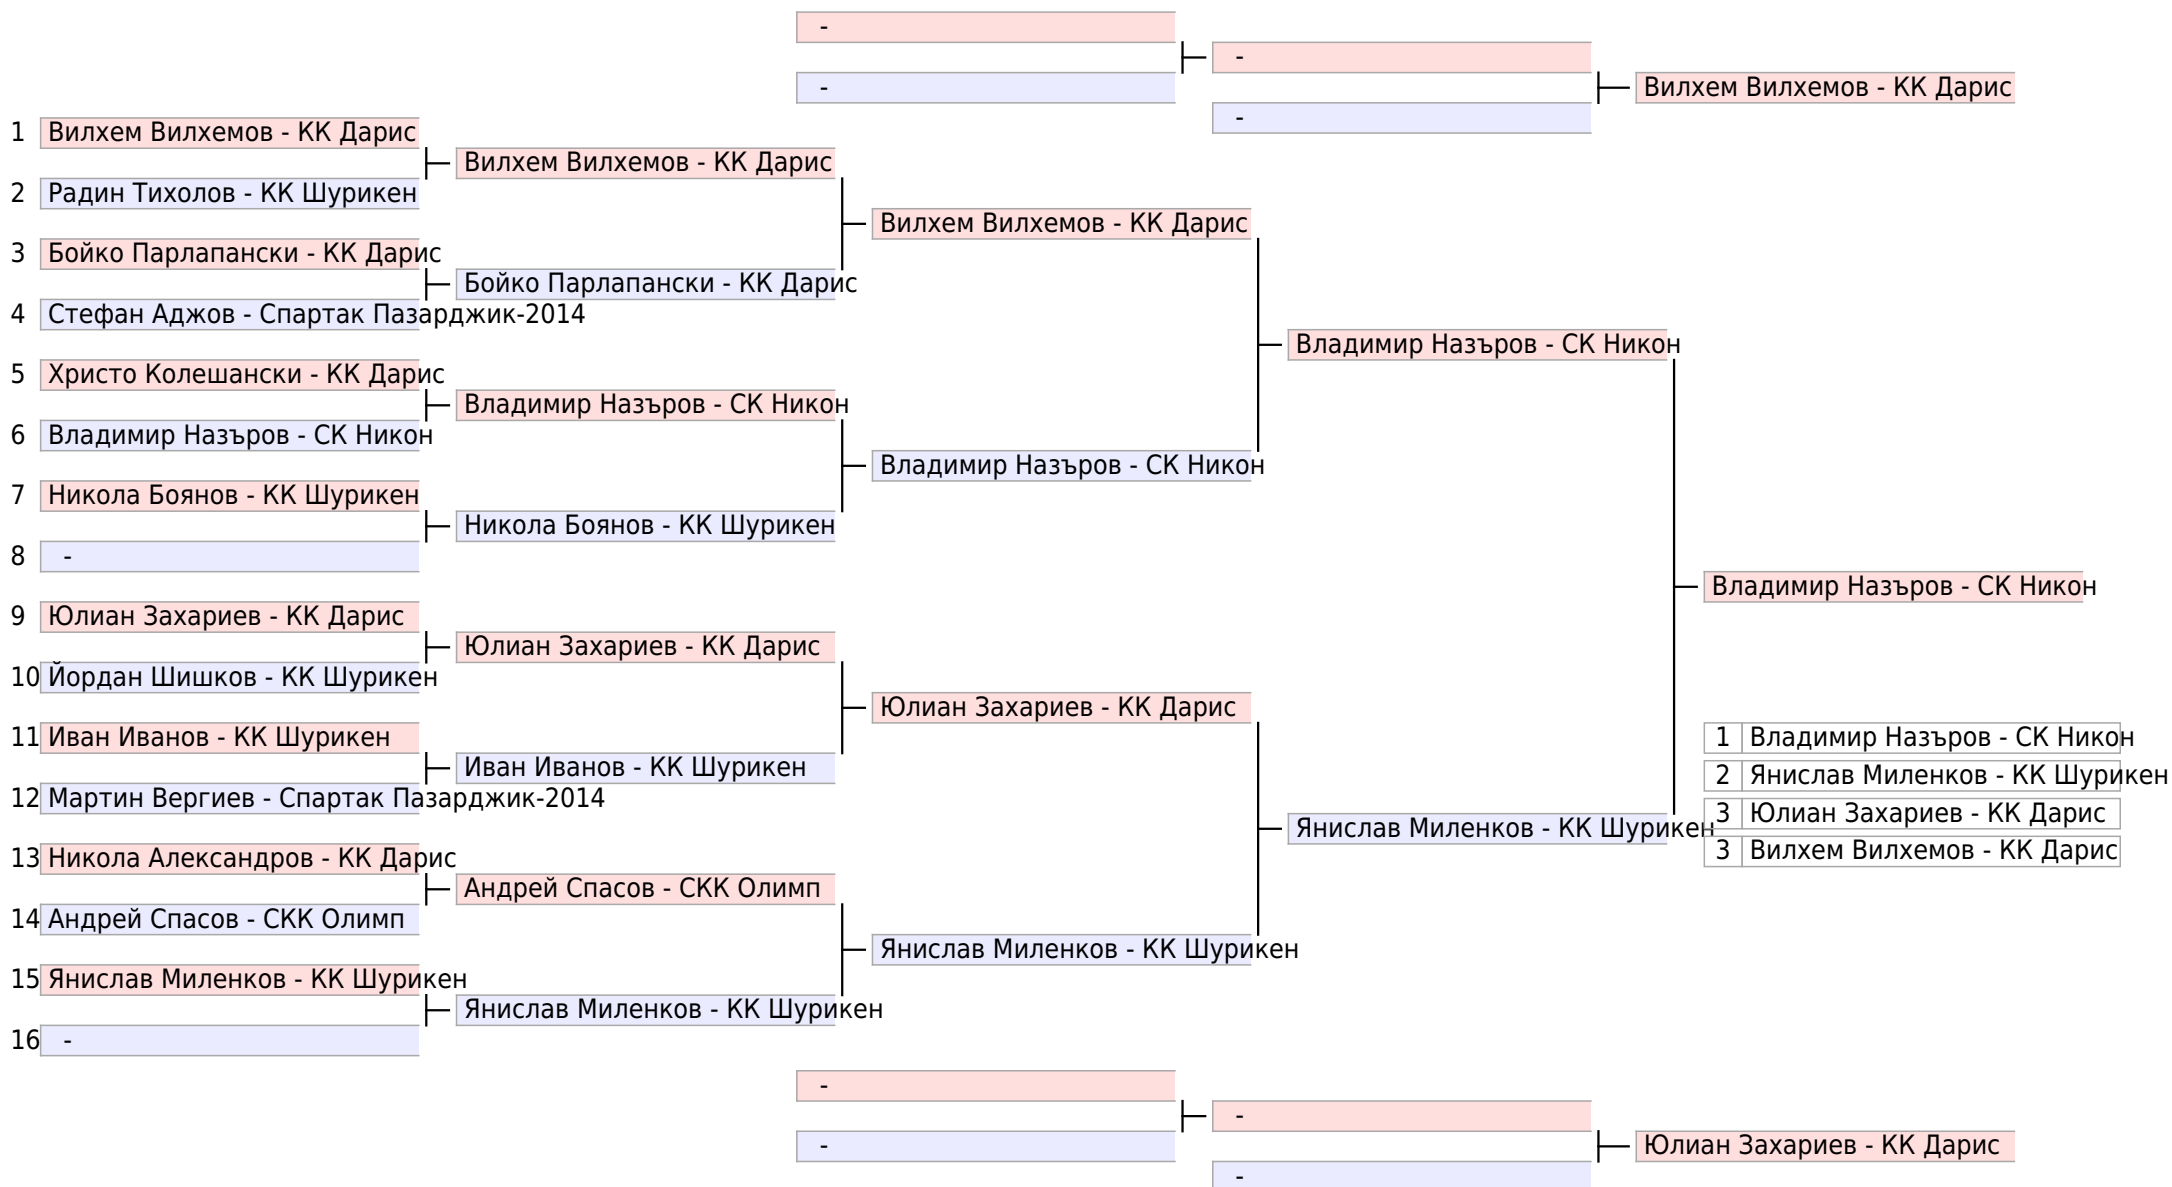 -
-
-
-
Вилхем Вилхемов - КК Дарис
1 Вилхем Вилхемов - КК Дарис
Вилхем Вилхемов - КК Дарис
2 Радин Тихолов - КК Шурикен
Вилхем Вилхемов - КК Дарис
3 Бойко Парлапански - КК Дарис
Бойко Парлапански - КК Дарис
4 Стефан Аджов - Спартак Пазарджик-2014
Владимир Назъров - СК Никон
5 Христо Колешански - КК Дарис
Владимир Назъров - СК Никон
6 Владимир Назъров - СК Никон
Владимир Назъров - СК Никон
7 Никола Боянов - КК Шурикен
Никола Боянов - КК Шурикен
8 -
Владимир Назъров - СК Никон
9 Юлиан Захариев - КК Дарис
Юлиан Захариев - КК Дарис
10 Йордан Шишков - КК Шурикен
Юлиан Захариев - КК Дарис
11 Иван Иванов - КК Шурикен
Иван Иванов - КК Шурикен
12 Мартин Вергиев - Спартак Пазарджик-2014
Янислав Миленков - КК Шурикен
1 Владимир Назъров - СК Никон
2 Янислав Миленков - КК Шурикен
3 Юлиан Захариев - КК Дарис
3 Вилхем Вилхемов - КК Дарис
13 Никола Александров - КК Дарис
Андрей Спасов - СКК Олимп
14 Андрей Спасов - СКК Олимп
Янислав Миленков - КК Шурикен
15 Янислав Миленков - КК Шурикен
Янислав Миленков - КК Шурикен
16 -
-
-
-
-
Юлиан Захариев - КК Дарис